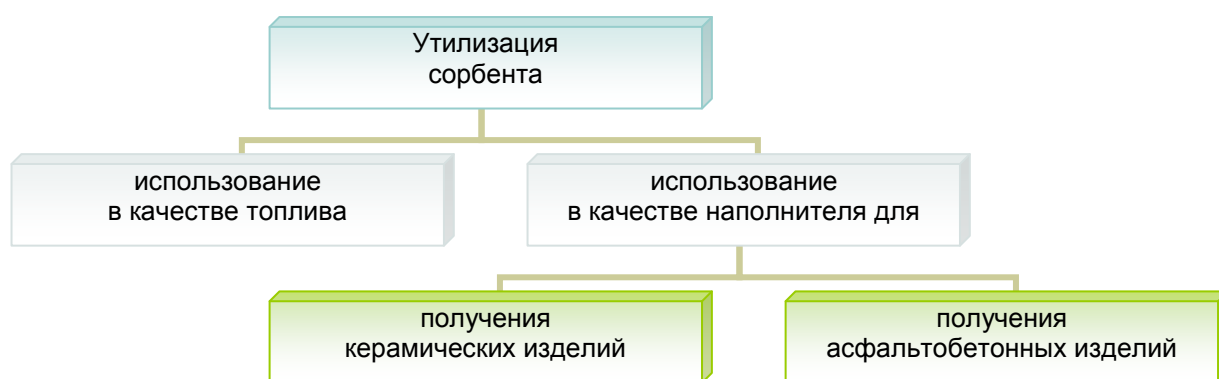 Утилизация
сорбента
использование
в качестве топлива
использование
в качестве наполнителя для
получения
керамических изделий
получения
асфальтобетонных изделий